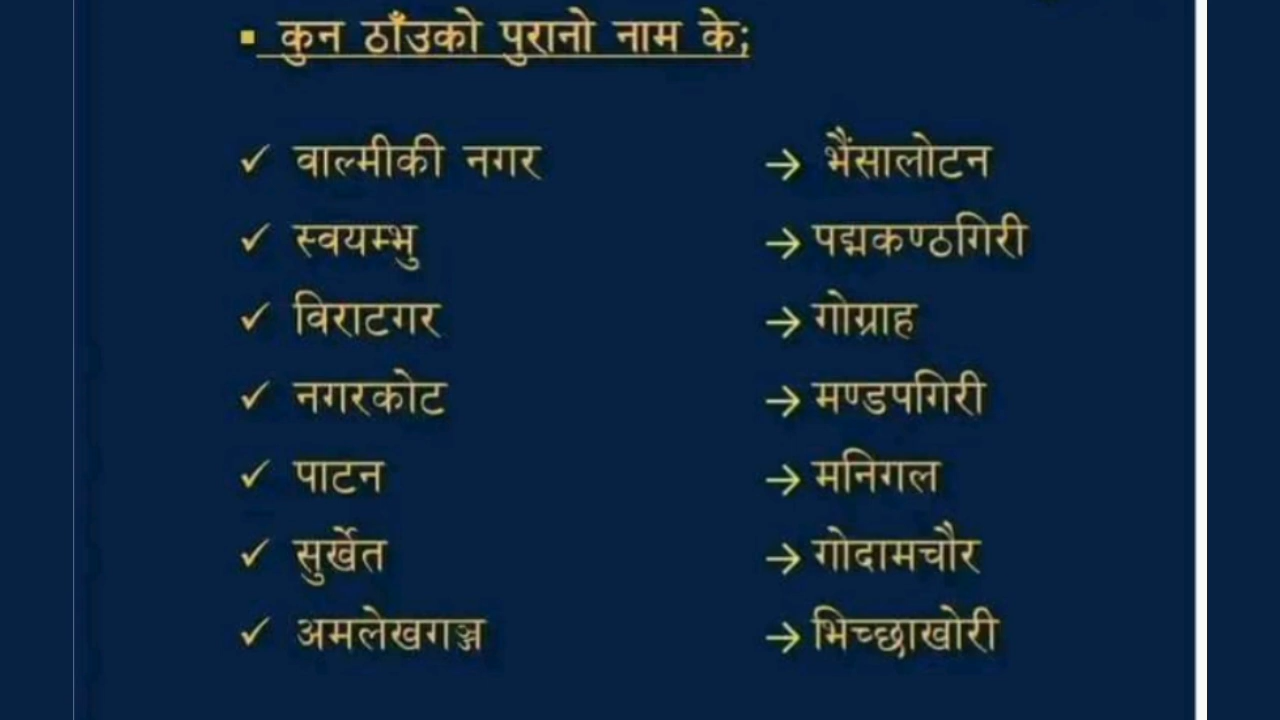 ▪ कुन ठाँउको पुरानो नाम के;
✓ वाल्मीकी नगर → भैंसालोटन
✓ स्वयम्भु → पद्मकण्ठगिरी
✓ विराटगर → गोग्राह
✓ नगरकोट → मण्डपगिरी
✓ पाटन → मनिगल
✓ सुर्खेत → गोदामचौर
✓ अमलेखगञ्ज → भिच्छाखोरी